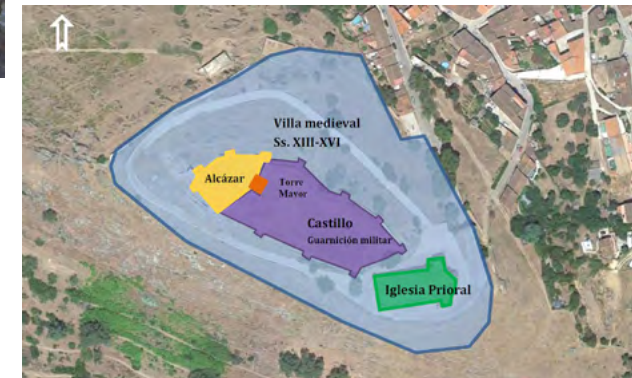 Villa medieval
Ss. XIII-XVI
Alcázar
Torre
Mayor
Castillo
Guarnición militar
Iglesia Prioral